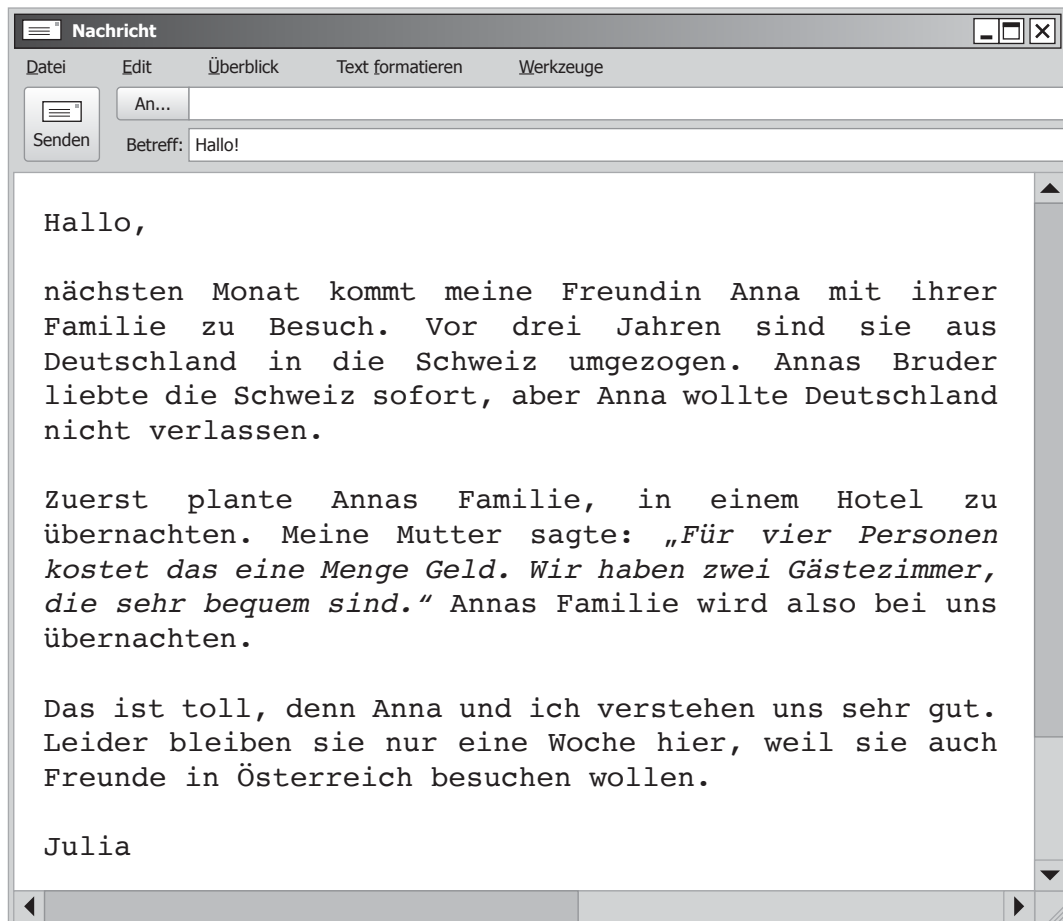 Nachricht
Datei Edit Überblick Text formatieren Werkzeuge
An...
Senden
Betreff: Hallo!
Hallo,
nächsten Monat kommt meine Freundin Anna mit ihrer
Familie zu Besuch. Vor drei Jahren sind sie aus
Deutschland in die Schweiz umgezogen. Annas Bruder
liebte die Schweiz sofort, aber Anna wollte Deutschland
nicht verlassen.
Zuerst plante Annas Familie, in einem Hotel zu
übernachten. Meine Mutter sagte: „Für vier Personen
kostet das eine Menge Geld. Wir haben zwei Gästezimmer,
die sehr bequem sind.“ Annas Familie wird also bei uns
übernachten.
Das ist toll, denn Anna und ich verstehen uns sehr gut.
Leider bleiben sie nur eine Woche hier, weil sie auch
Freunde in Österreich besuchen wollen.
Julia